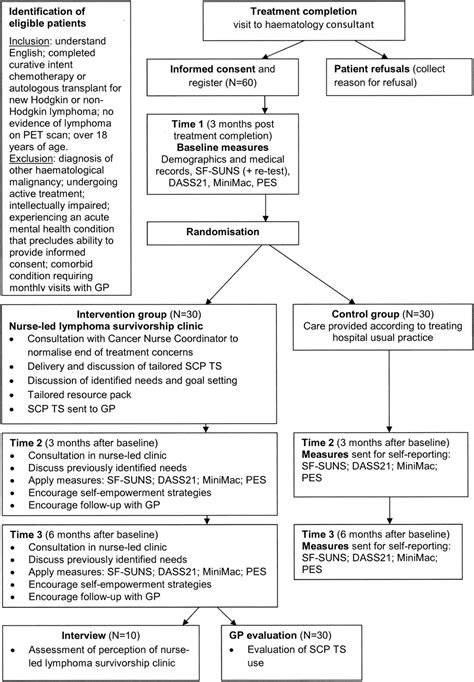 Identification of
eligible patients
Inclusion: understand
English; completed
curative intent
chemotherapy or
autologous transplant for
new Hodgkin or non-
Hodgkin lymphoma; no
evidence of lymphoma
on PET scan; over 18
years of age.
Exclusion: diagnosis of
other haematological
malignancy; undergoing
active treatment;
intellectually impaired;
experiencing an acute
mental health condition
that precludes ability to
provide informed
consent; comorbid
condition requiring
monthly visits with GP
Treatment completion
visit to haematology consultant
Informed consent and
register (N=60)
Patient refusals (collect
reason for refusal)
Time 1 (3 months post
treatment completion)
Baseline measures
Demographics and medical
records, SF-SUNS (+ re-test),
DASS21, MiniMac, PES
Randomisation
Intervention group (N=30)
Nurse-led lymphoma survivorship clinic
• Consultation with Cancer Nurse Coordinator to
normalise end of treatment concerns
• Delivery and discussion of tailored SCP TS
• Discussion of identified needs and goal setting
• Tailored resource pack
• SCP TS sent to GP
Control group (N=30)
Care provided according to treating
hospital usual practice
Time 2 (3 months after baseline)
• Consultation in nurse-led clinic
• Discuss previously identified needs
• Apply measures: SF-SUNS; DASS21; MiniMac; PES
• Encourage self-empowerment strategies
• Encourage follow-up with GP
Time 2 (3 months after baseline)
Measures sent for self-reporting:
SF-SUNS; DASS21; MiniMac;
PES
Time 3 (6 months after baseline)
• Consultation in nurse-led clinic
• Discuss previously identified needs
• Apply measures: SF-SUNS; DASS21; MiniMac; PES
• Encourage self-empowerment strategies
• Encourage follow-up with GP
Time 3 (6 months after baseline)
Measures sent for self-reporting:
SF-SUNS; DASS21; MiniMac;
PES
Interview (N=10)
• Assessment of perception of nurse-
led lymphoma survivorship clinic
GP evaluation (N=30)
• Evaluation of SCP TS
use